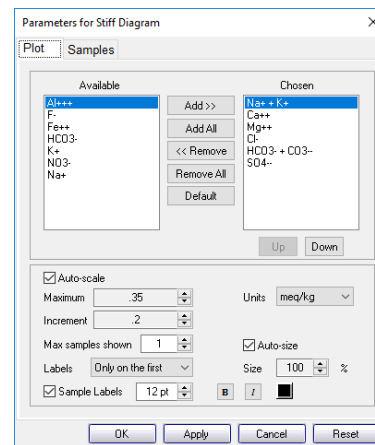 Parameters for Stiff Diagram
Plot Samples
Available Chosen
Al+++ Add >> Na+ + K+
F- Ca++
Fe++ Add All Mg++
HCO3- Cl-
K+ << Remove HCO3- + CO3--
NO3- SO4--
Na+ Remove All
Default
Up Down
Auto-scale
Maximum .35 Units meq/kg
Increment .2
Max samples shown 1 Auto-size
Labels Only on the first Size 100 %
Sample Labels 12 pt B I
OK Apply Cancel Reset